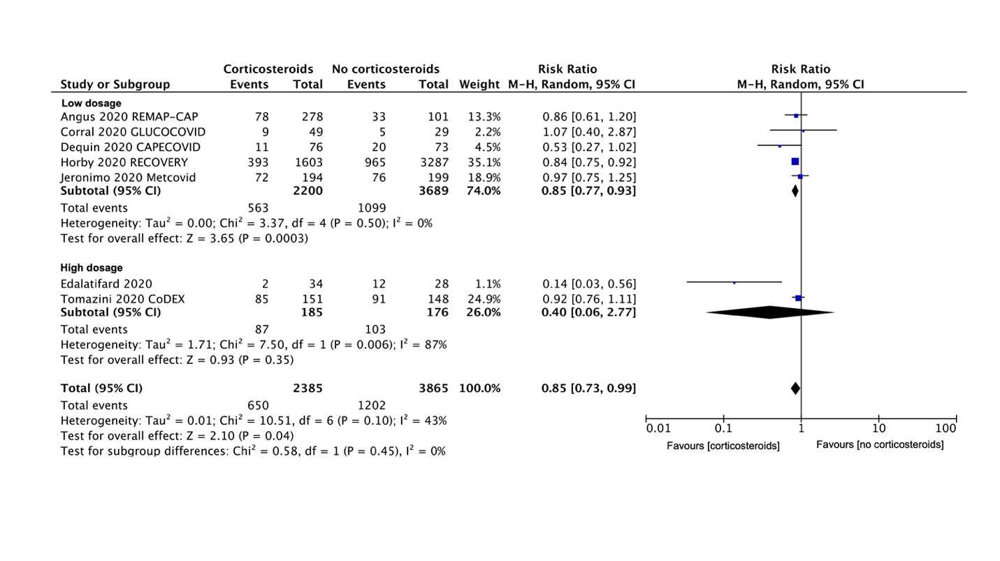 Corticosteroids No corticosteroids Risk Ratio Risk Ratio
Study or Subgroup Events Total Events Total Weight M-H, Random, 95% CI M-H, Random, 95% CI
Low dosage
Angus 2020 REMAP-CAP 78 278 33 101 13.3% 0.86 [0.61, 1.20]
Corral 2020 GLUCOCOVID 9 49 5 29 2.2% 1.07 [0.40, 2.87]
Dequin 2020 CAPECOVID 11 76 20 73 4.5% 0.53 [0.27, 1.02]
Horby 2020 RECOVERY 393 1603 965 3287 35.1% 0.84 [0.75, 0.92]
Jeronimo 2020 Metcovid 72 194 76 199 18.9% 0.97 [0.75, 1.25]
Subtotal (95% CI) 2200 3689 74.0% 0.85 [0.77, 0.93]
Total events 563 1099
Heterogeneity: Tau² = 0.00; Chi² = 3.37, df = 4 (P = 0.50); I² = 0%
Test for overall effect: Z = 3.65 (P = 0.0003)
High dosage
Edalatifard 2020 2 34 12 28 1.1% 0.14 [0.03, 0.56]
Tomazini 2020 CoDEX 85 151 91 148 24.9% 0.92 [0.76, 1.11]
Subtotal (95% CI) 185 176 26.0% 0.40 [0.06, 2.77]
Total events 87 103
Heterogeneity: Tau² = 1.71; Chi² = 7.50, df = 1 (P = 0.006); I² = 87%
Test for overall effect: Z = 0.93 (P = 0.35)
Total (95% CI) 2385 3865 100.0% 0.85 [0.73, 0.99]
Total events 650 1202
Heterogeneity: Tau² = 0.01; Chi² = 10.51, df = 6 (P = 0.10); I² = 43%
Test for overall effect: Z = 2.10 (P = 0.04)
Test for subgroup differences: Chi² = 0.58, df = 1 (P = 0.45), I² = 0%
0.01 0.1 1 10 100
Favours [corticosteroids] Favours [no corticosteroids]